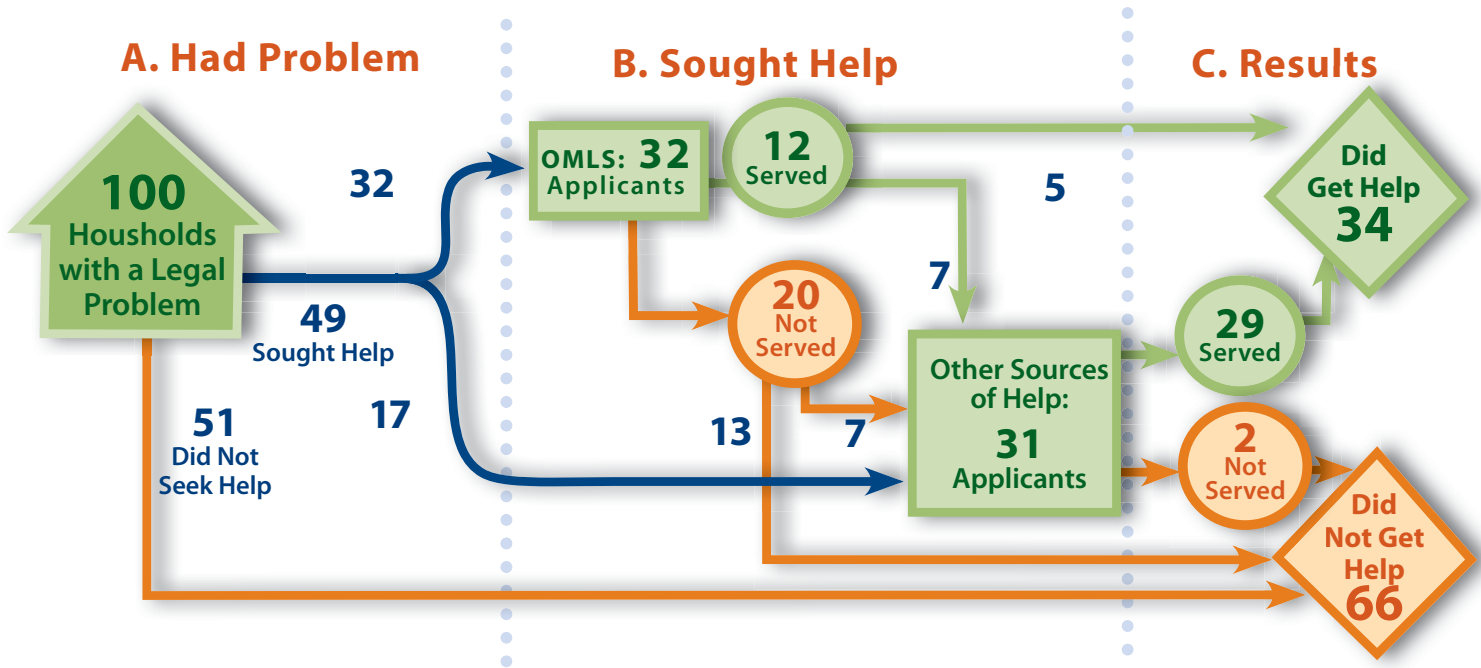 A. Had Problem
B. Sought Help
C. Results
100
Housholds
with a Legal
Problem
32
49
Sought Help
51
Did Not
Seek Help
17
OMLS: 32
Applicants
12
Served
5
7
20
Not
Served
13
7
Other Sources
of Help:
31
Applicants
Did
Get Help
34
29
Served
2
Not
Served
Did
Not Get
Help
66